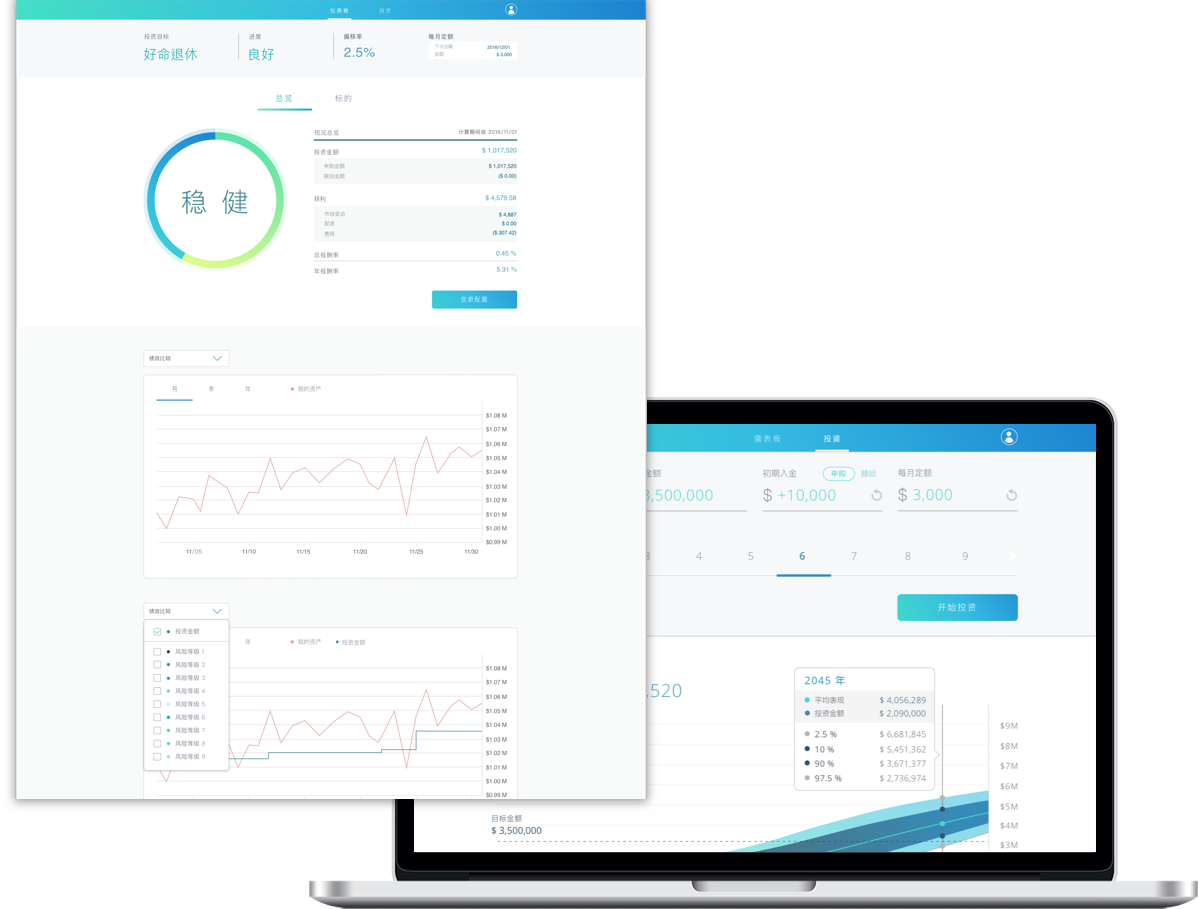 仪表板 投资
投资目标 进度 偏移率 每月定额
好命退休 良好 2.5%
下次日期 2016/12/01
金额 $ 3,000
总览 标的
稳健
现况总览 计算期间自 2016/11/01
投资金额 $ 1,017,520
申购金额 $ 1,017,520
赎回金额 ($ 0.00)
获利 $ 4,579.58
市场变动 $ 4,887
配息 $ 0.00
费用 ($ 307.42)
总报酬率 0.45 %
年报酬率 5.31 %
变更配置
绩效比较
月 季 年 我的资产
$1.08 M
$1.07 M
$1.06 M
$1.05 M
$1.04 M
$1.03 M
$1.02 M
$1.01 M
$1.00 M
$0.99 M
11/05 11/10 11/15 11/20 11/25 11/30
绩效比较
投资金额
风险等级 1
风险等级 2
风险等级 3
风险等级 4
风险等级 5
风险等级 6
风险等级 7
风险等级 8
风险等级 9
年 我的资产 投资金额
$1.08 M
$1.07 M
$1.06 M
$1.05 M
$1.04 M
$1.03 M
$1.02 M
$1.01 M
$1.00 M
$0.99 M
儀表板 投資
金额 初期入金 申购 赎回 每月定额
3,500,000 $ +10,000 $ 3,000
3 4 5 6 7 8 9
开始投资
,520
2045 年
平均表现 $ 4,056,289
投资金额 $ 2,090,000
2.5 % $ 6,681,845
10 % $ 5,451,362
90 % $ 3,671,377
97.5 % $ 2,736,974
$9M
$8M
$7M
$6M
$5M
$4M
$3M
目标金额
$ 3,500,000